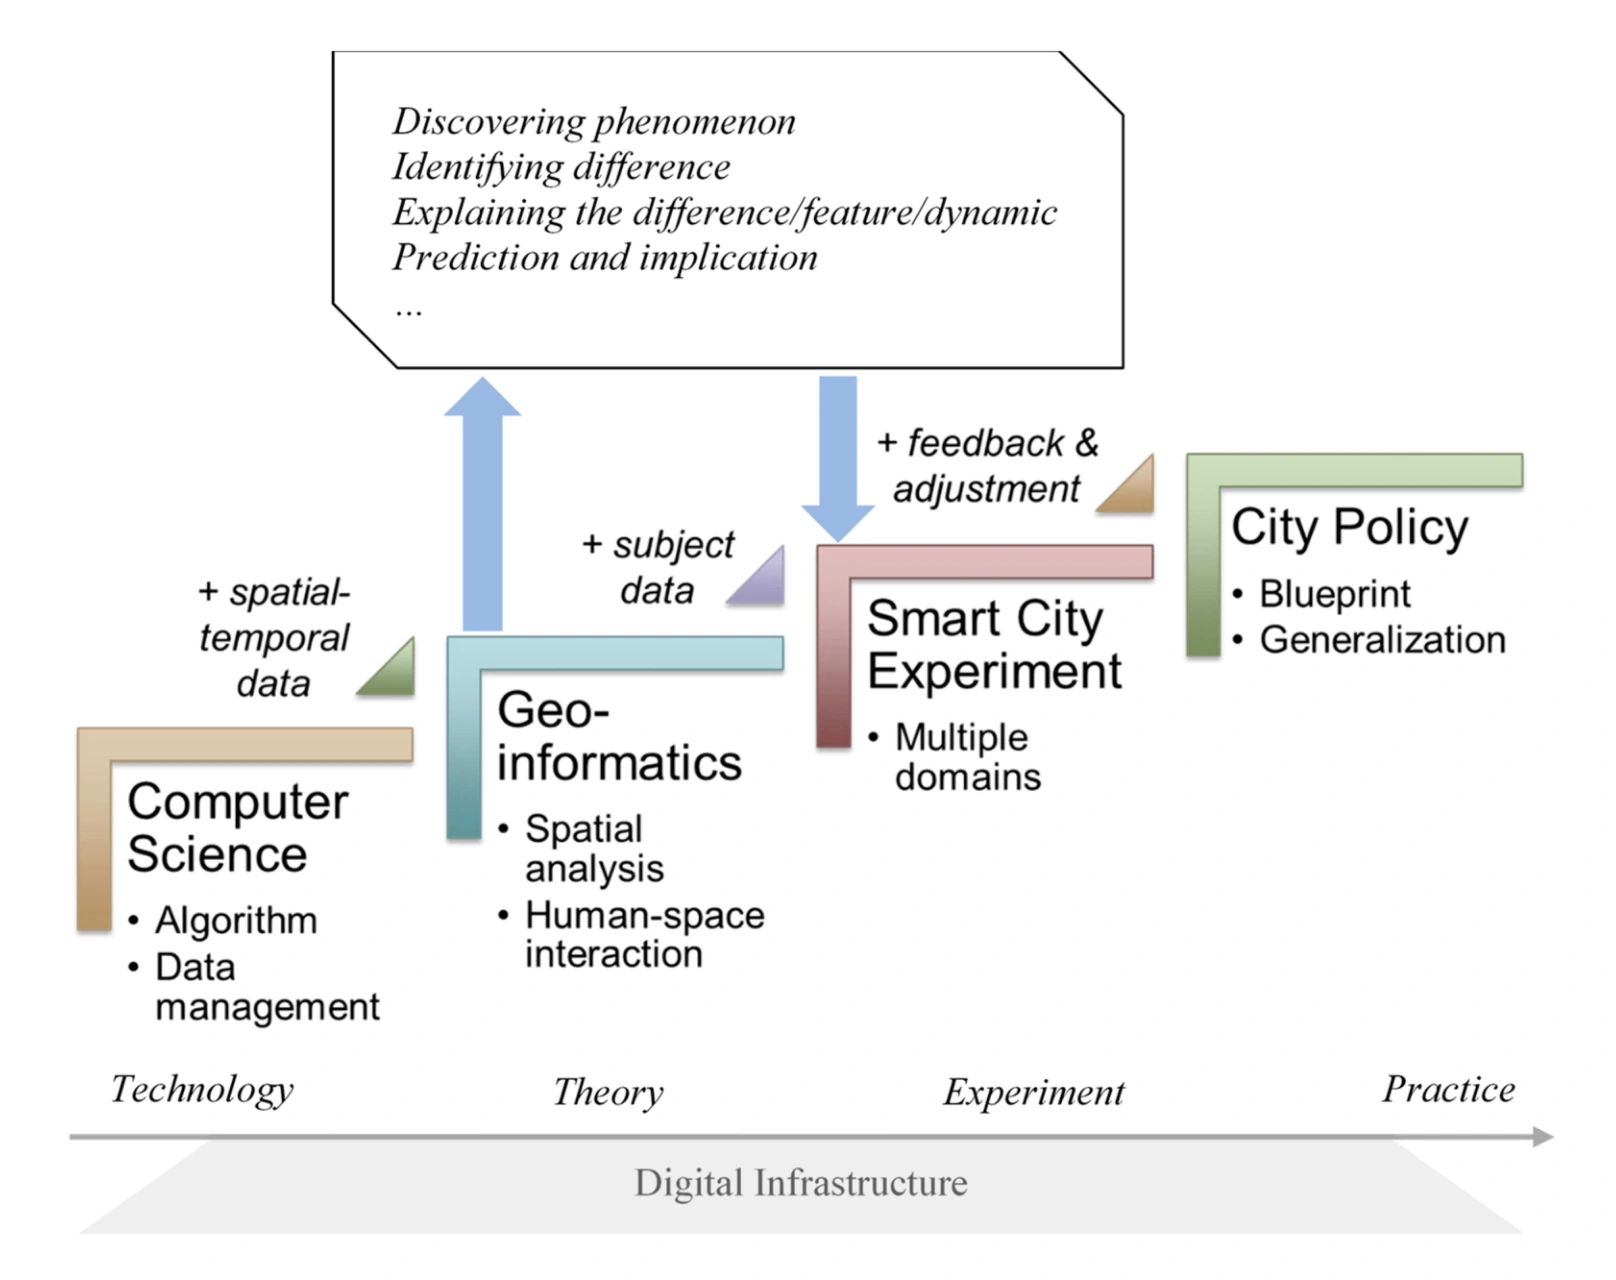 Discovering phenomenon
Identifying difference
Explaining the difference/feature/dynamic
Prediction and implication
...
+ spatial-
temporal
data
Computer
Science
• Algorithm
• Data
management
+ subject
data
Geo-
informatics
• Spatial
analysis
• Human-space
interaction
+ feedback &
adjustment
Smart City
Experiment
• Multiple
domains
City Policy
• Blueprint
• Generalization
Technology
Theory
Experiment
Practice
Digital Infrastructure